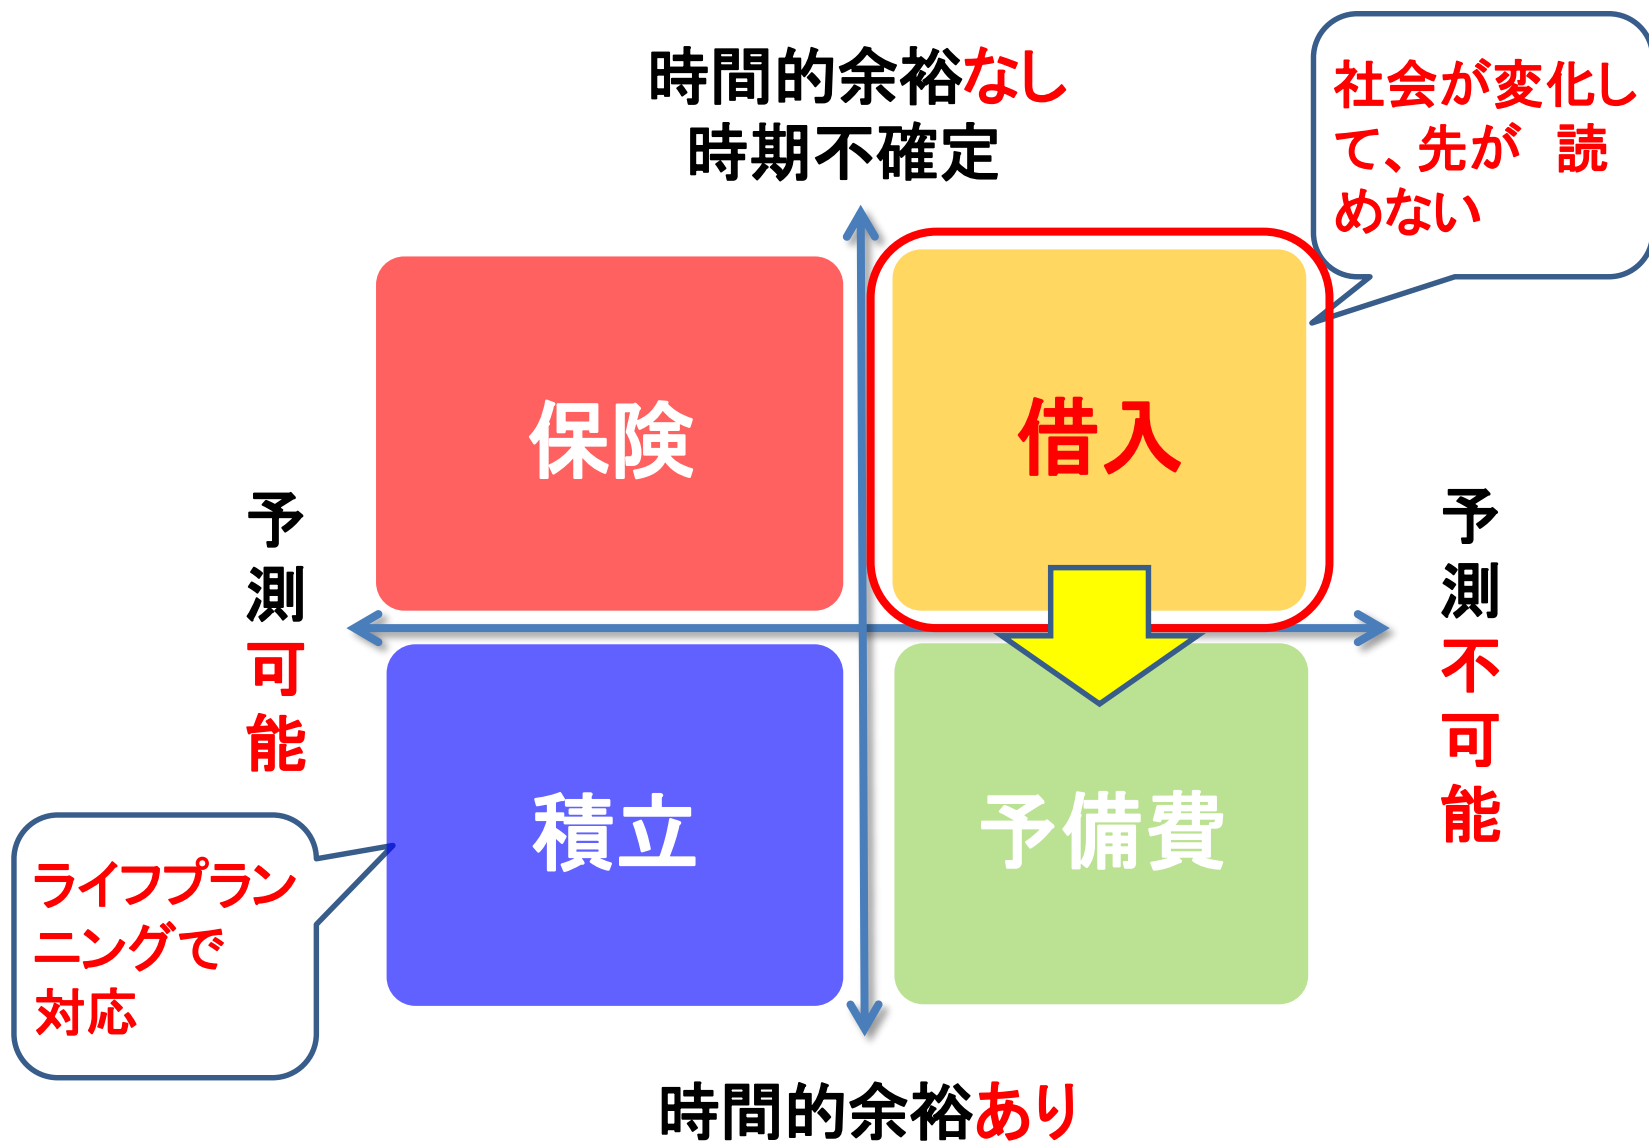 時間的余裕なし
時期不確定
社会が変化し
て、先が　読
めない
保険
借入
予測可能
予測不可能
積立
予備費
ライフプラン
ニングで
対応
時間的余裕あり